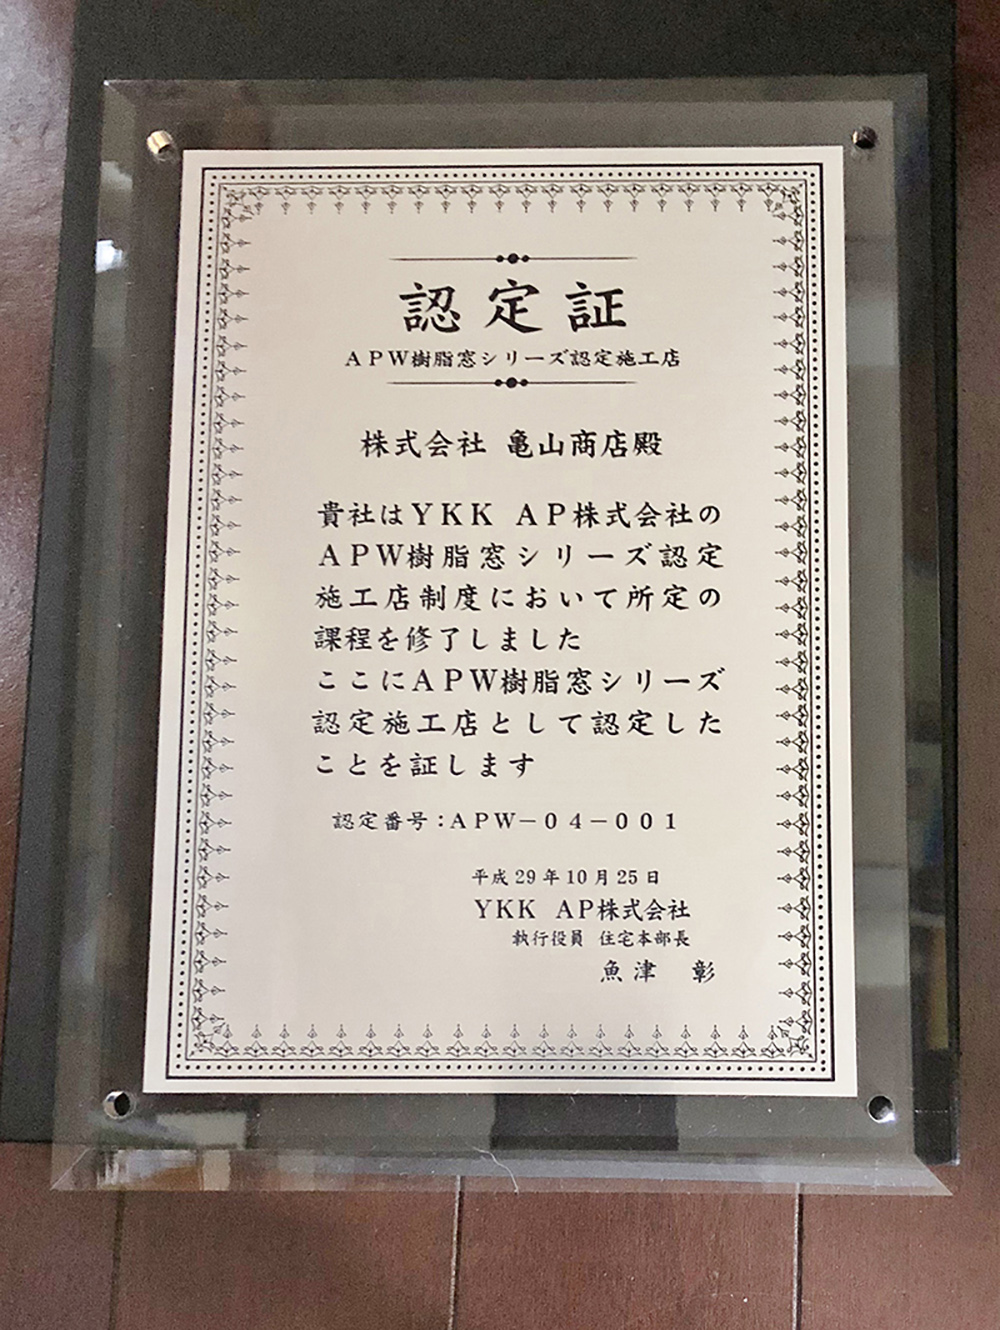 認定証
APW樹脂窓シリーズ認定施工店
株式会社 亀山商店殿
貴社はYKK AP株式会社の
APW樹脂窓シリーズ認定
施工店制度において所定の
課程を修了しました
ここにAPW樹脂窓シリーズ
認定施工店として認定した
ことを証します
認定番号:APW−04−001
平成29年10月25日
YKK AP株式会社
執行役員 住宅本部長
魚津 彰